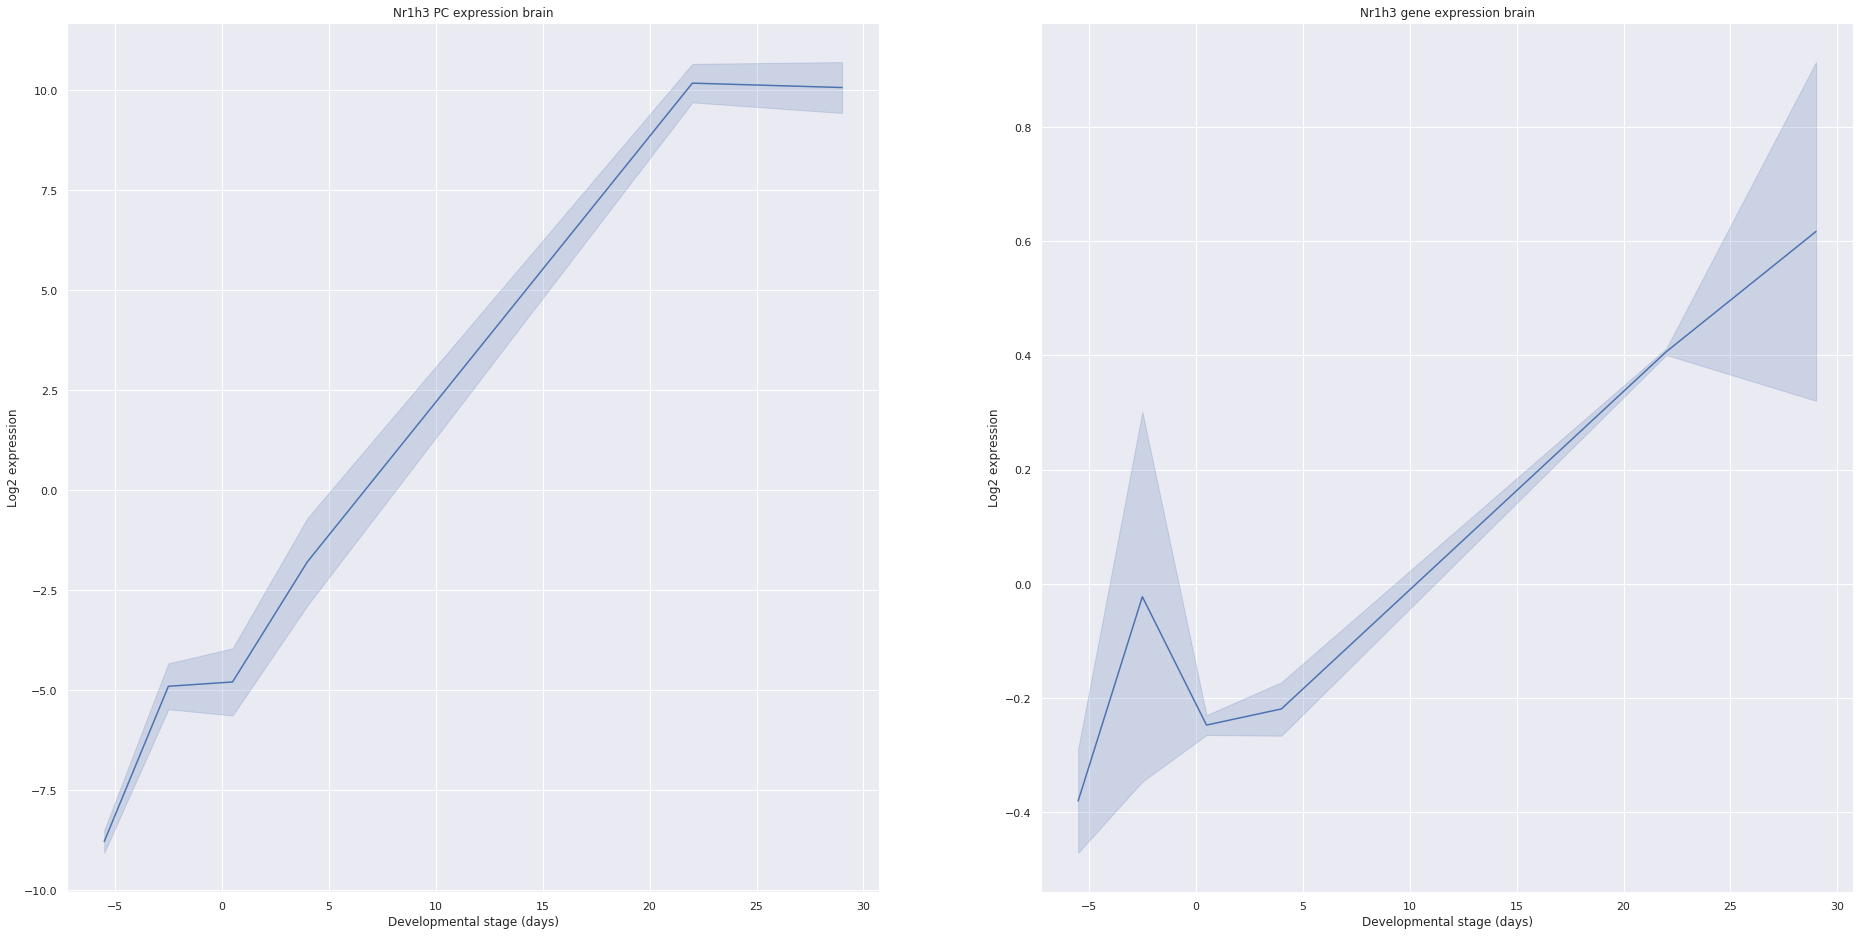 Nr1h3 PC expression brain
Log2 expression
10.0
7.5
5.0
2.5
0.0
−2.5
−5.0
−7.5
−10.0
−5 0 5 10 15 20 25 30
Developmental stage (days)
Nr1h3 gene expression brain
Log2 expression
0.8
0.6
0.4
0.2
0.0
−0.2
−0.4
−5 0 5 10 15 20 25 30
Developmental stage (days)